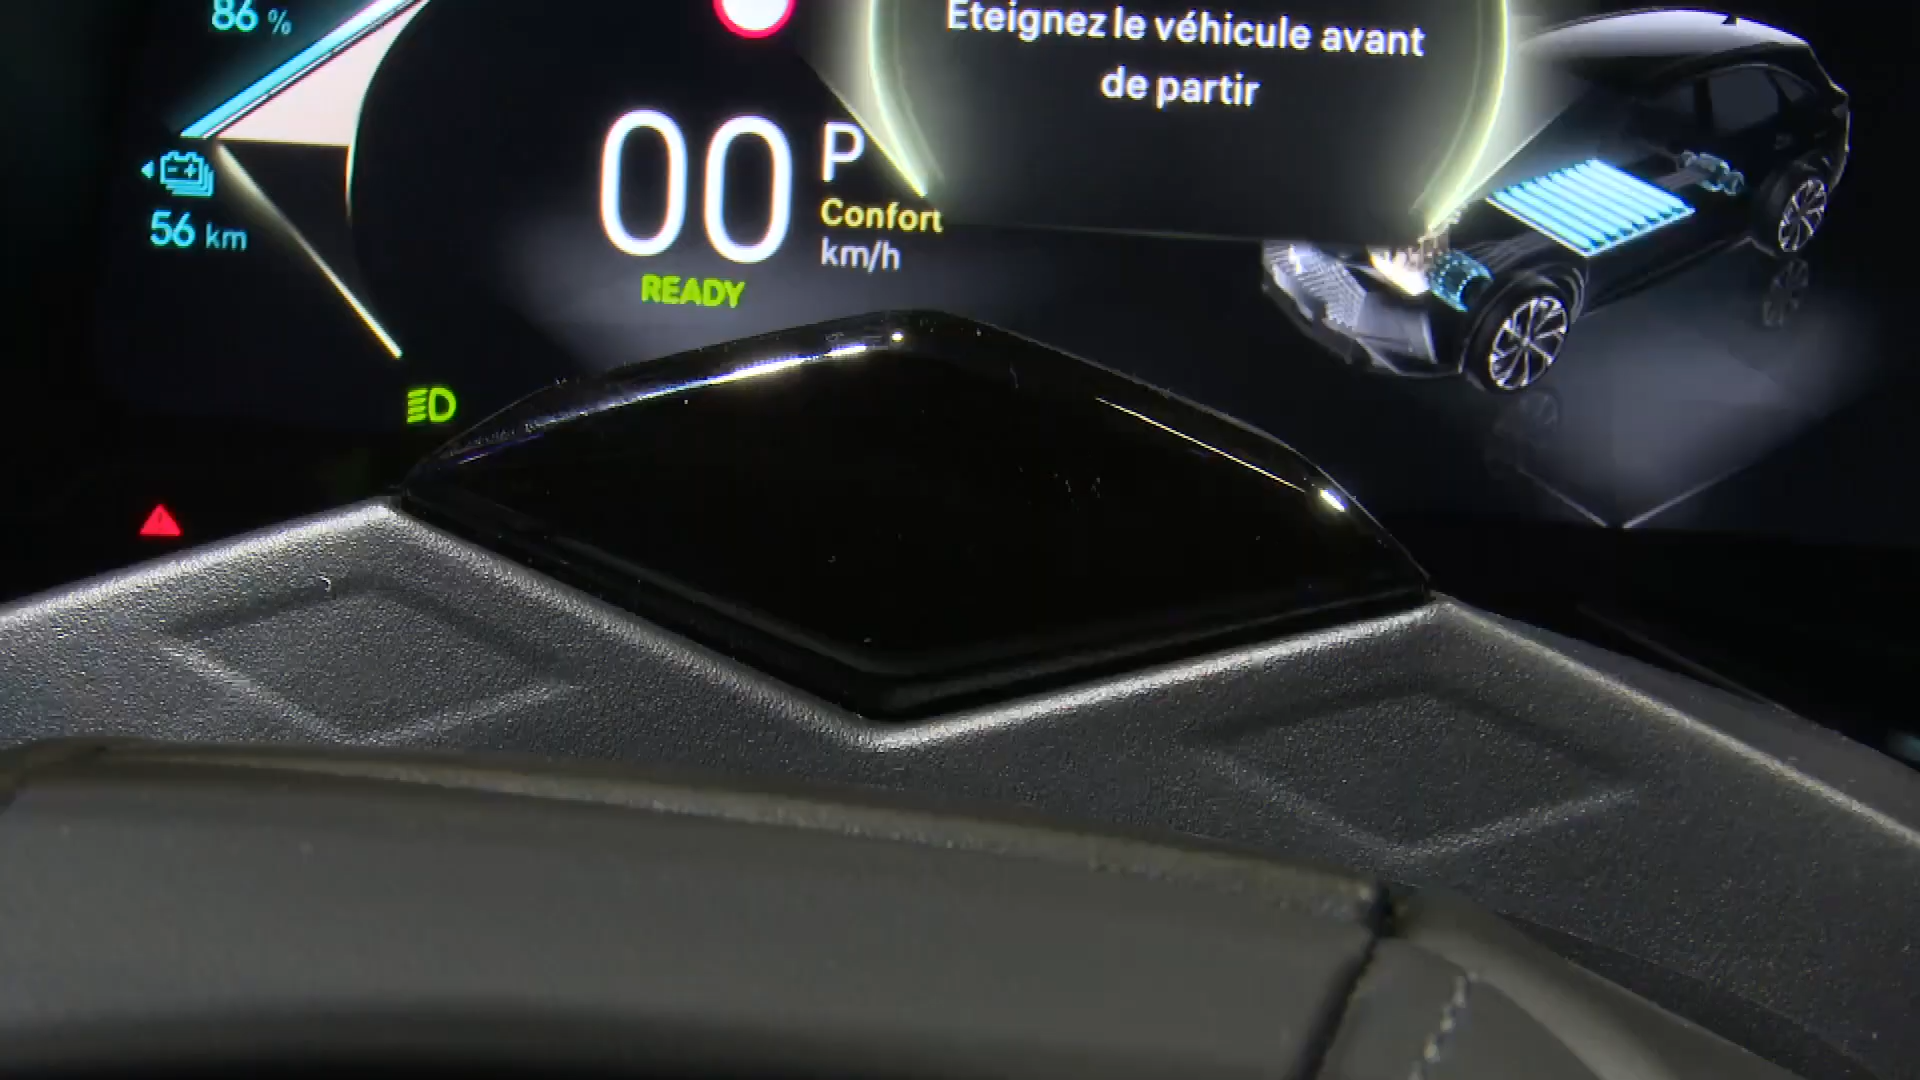 86 %
Eteignez le véhicule avant
de partir
00 P
Confort
km/h
READY
56 km